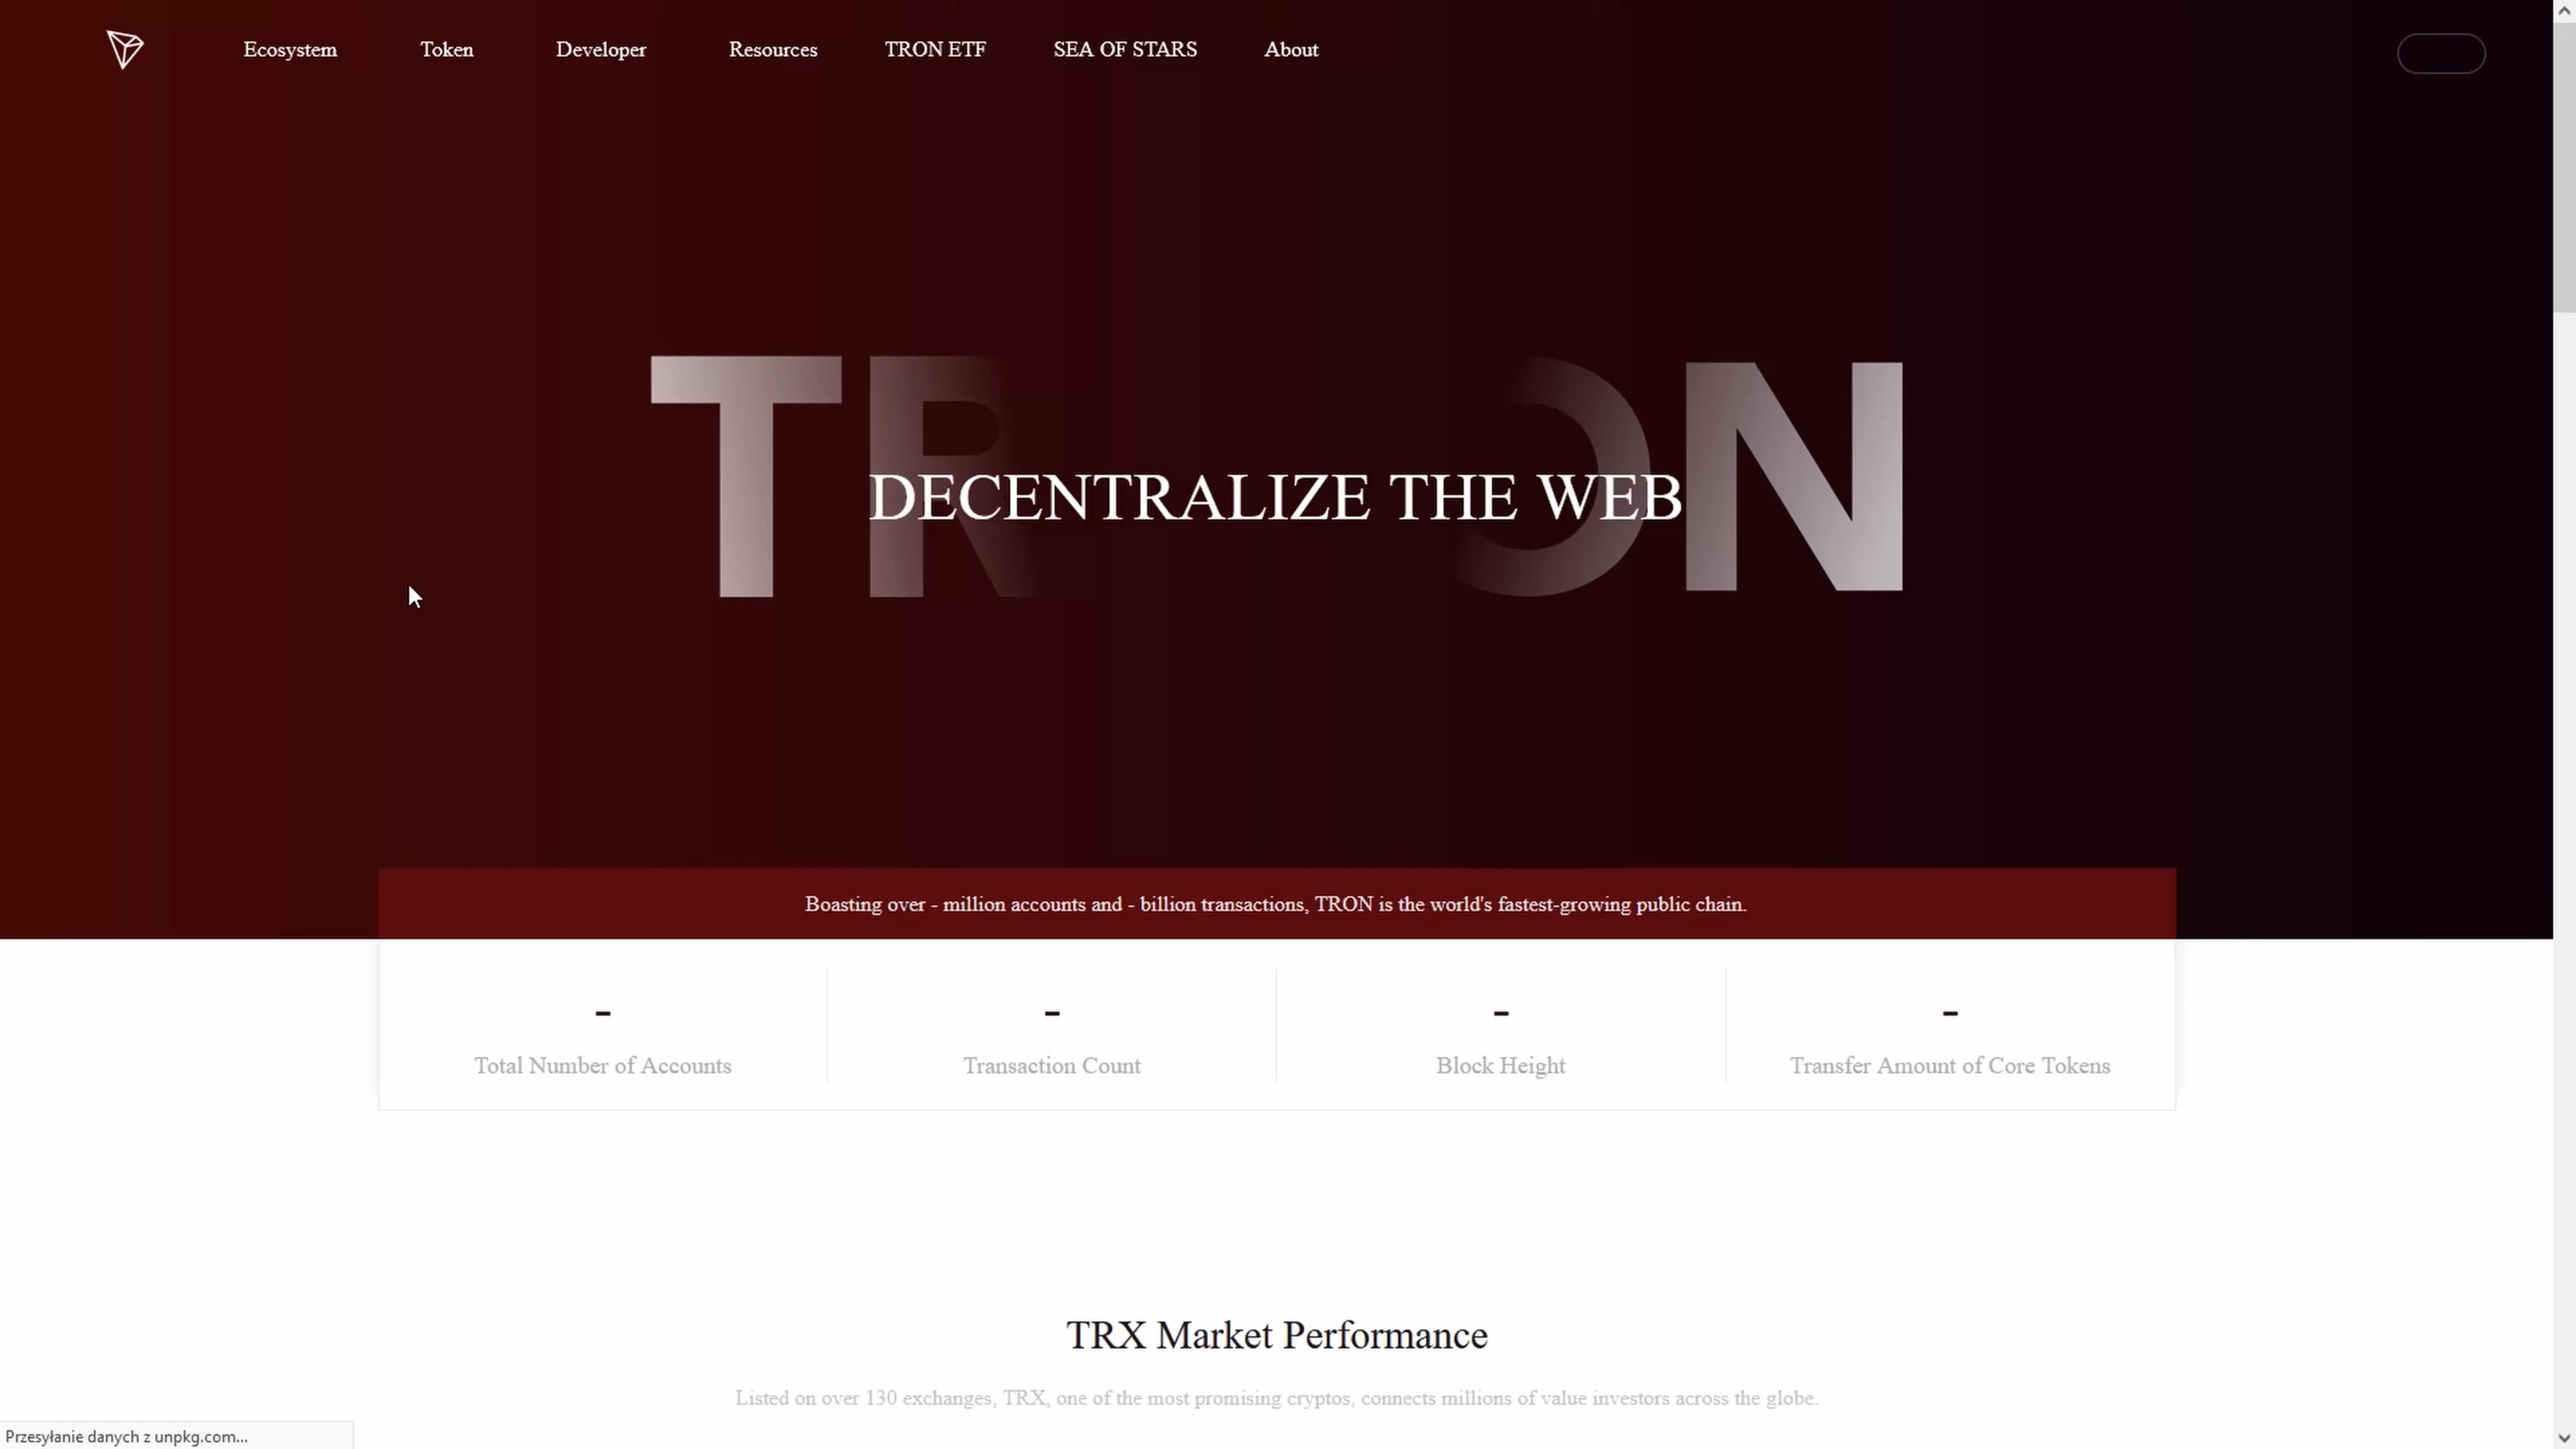 Ecosystem Token Developer Resources TRON ETF SEA OF STARS About
TRON
DECENTRALIZE THE WEB
Boasting over - million accounts and - billion transactions, TRON is the world's fastest-growing public chain.
- - - -
Total Number of Accounts Transaction Count Block Height Transfer Amount of Core Tokens
TRX Market Performance
Listed on over 130 exchanges, TRX, one of the most promising cryptos, connects millions of value investors across the globe.
Przesyłanie danych z unpkg.com...